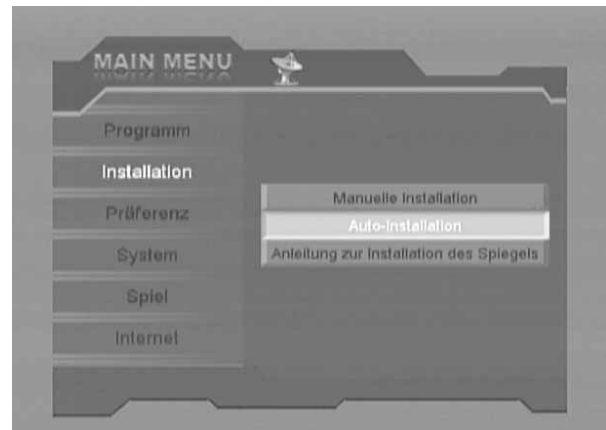 MAIN MENU
Programm
Installation
Präferenz
System
Spiel
Internet
Manuelle Installation
Auto-Installation
Anleitung zur Installation des Spiegels